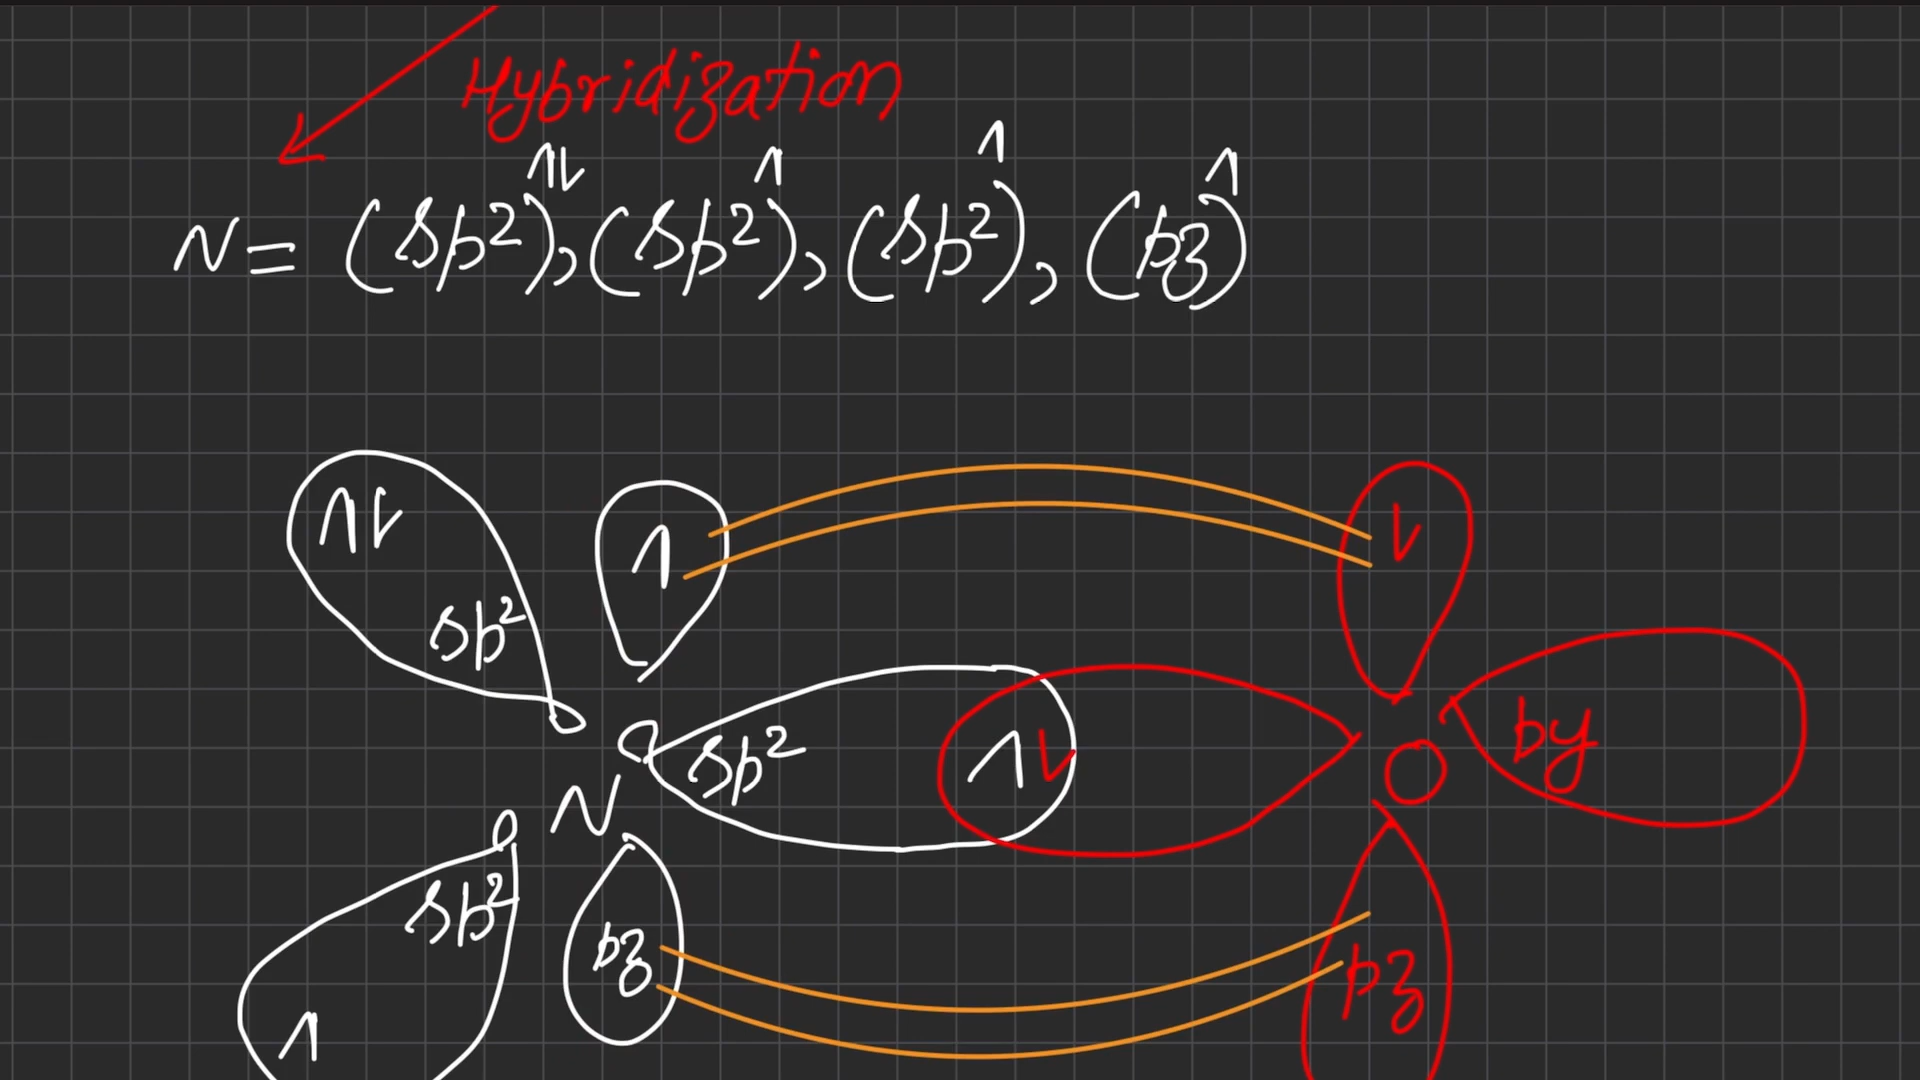 Hybridization
↑↓ ↑ ↑ ↑
N = (sp²), (sp²), (sp²), (pz)
↑↓ ↑ ↓
sp²
sp² ↑↓ py
N O
sp²
pz pz
↑